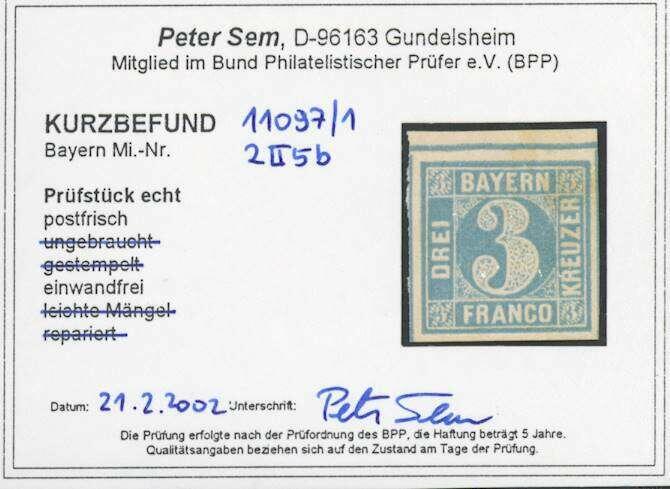 Peter Sem, D-96163 Gundelsheim
Mitglied im Bund Philatelistischer Prüfer e.V. (BPP)
KURZBEFUND 11097/1
Bayern Mi.-Nr. 2 II 5b
Prüfstück echt
postfrisch
ungebraucht
gestempelt
einwandfrei
leichte Mängel
repariert
BAYERN
DREI
3
KREUZER
FRANCO
Datum: 21.2.2002 Unterschrift: Peter Sem
Die Prüfung erfolgte nach der Prüfordnung des BPP, die Haftung beträgt 5 Jahre.
Qualitätsangaben beziehen sich auf den Zustand am Tage der Prüfung.